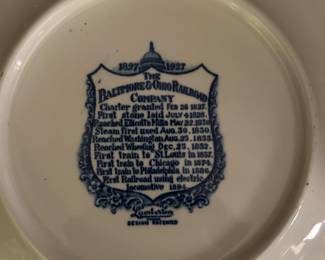 1827 1927
THE
BALTIMORE & OHIO RAILROAD
COMPANY
Charter granted FEB 28 1827.
First stone laid JULY 4 1828.
Reached Ellicott's Mills MAY 22 1830
Steam first used AUG. 30, 1830.
Reached Washington AUG. 25, 1835.
Reached Wheeling DEC. 25, 1852.
First train to St. Louis in 1857.
First train to Chicago in 1874.
First train to Philadelphia in 1886.
First Railroad using electric
locomotive 1894
Lamberton
DESIGN PATENTED